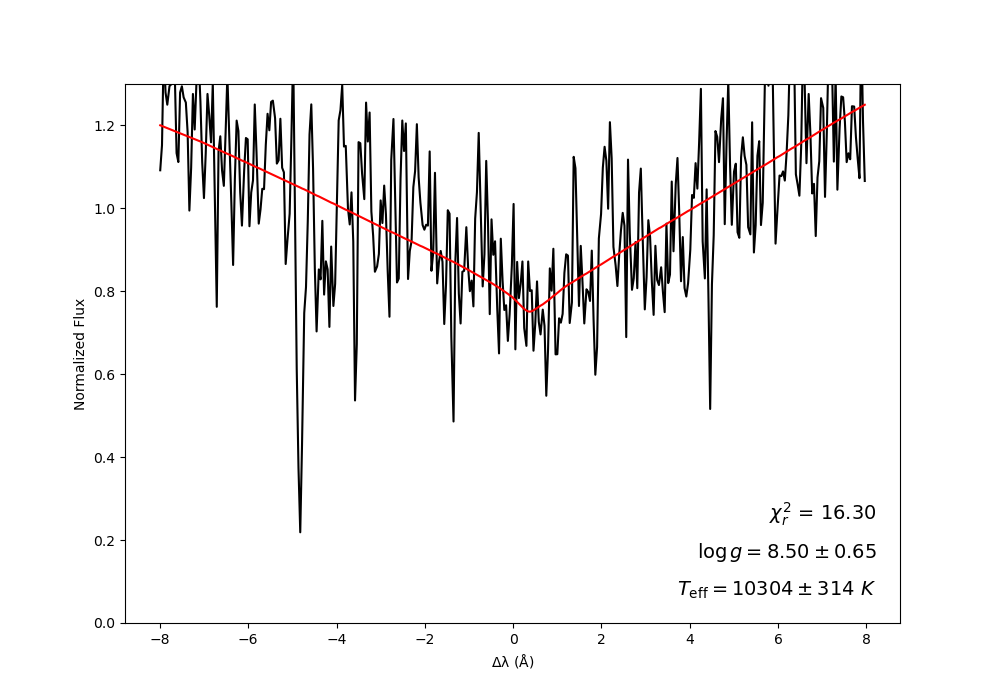 1.2
1.0
0.8
0.6
0.4
0.2
0.0
Normalized Flux
χ²ᵣ = 16.30
log g = 8.50 ± 0.65
T_eff = 10304 ± 314 K
−8 −6 −4 −2 0 2 4 6 8
Δλ (Å)